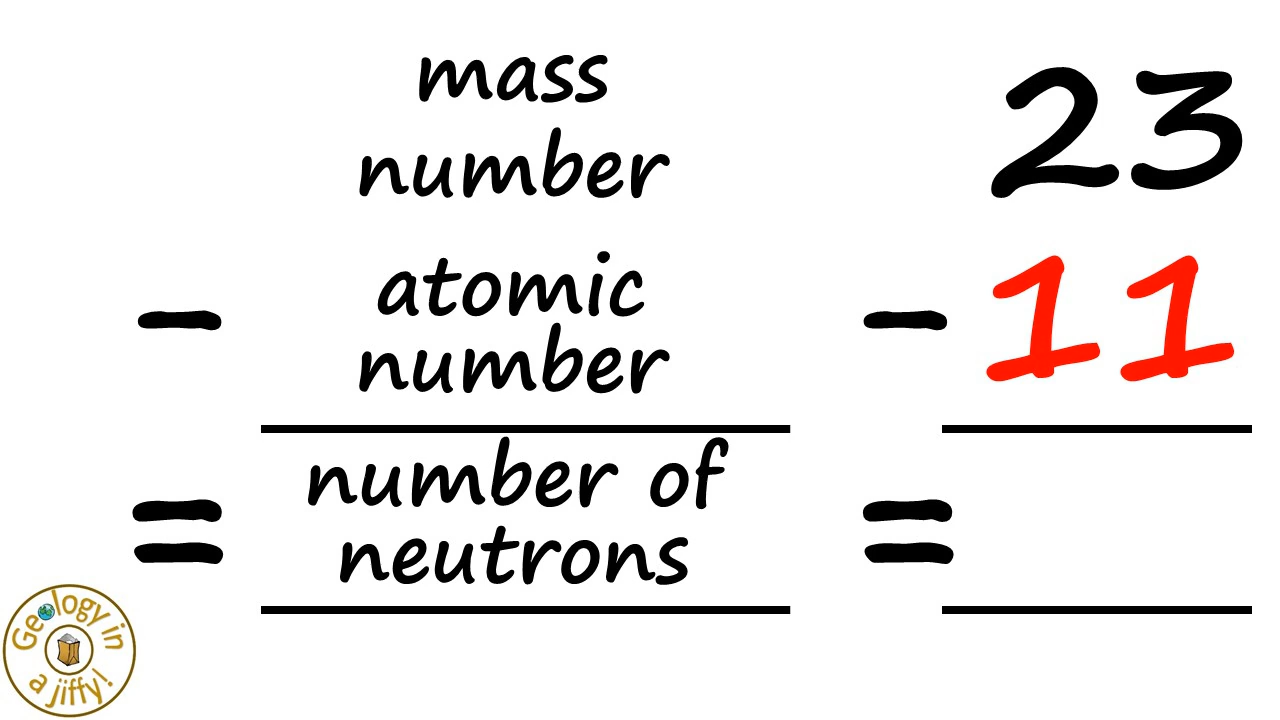 mass
number
23
- atomic
number
- 11
= number of
neutrons
=
Geology in
a jiffy!